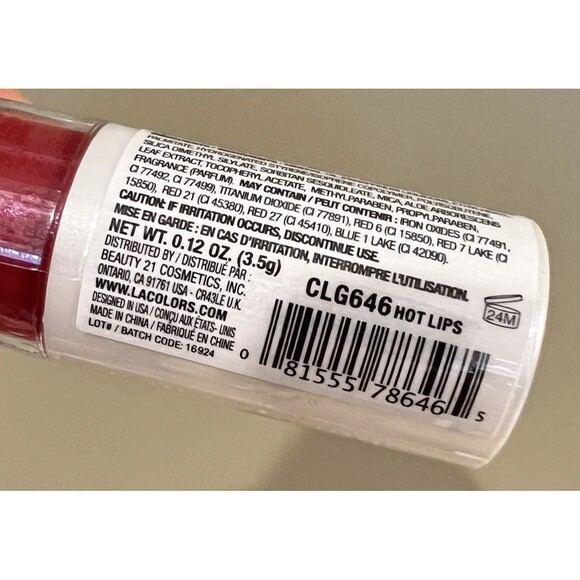 PALMITATE, HYDROGENATED
SILICA DIMETHYL SILYLATE, SORBITAN SESQUIOLEATE, MICA, ALOE ARBORESCENS
LEAF EXTRACT, TOCOPHERYL ACETATE, METHYLPARABEN, PROPYLPARABEN,
FRAGRANCE (PARFUM). MAY CONTAIN / PEUT CONTENIR : IRON OXIDES (CI 77491,
CI 77492, CI 77499), TITANIUM DIOXIDE (CI 77891), RED 6 (CI 15850), RED 7 LAKE (CI
15850), RED 21 (CI 45380), RED 27 (CI 45410), BLUE 1 LAKE (CI 42090).
CAUTION: IF IRRITATION OCCURS, DISCONTINUE USE.
MISE EN GARDE : EN CAS D'IRRITATION, INTERROMPRE L'UTILISATION.
NET WT. 0.12 OZ. (3.5g)
DISTRIBUTED BY / DISTRIBUÉ PAR :
BEAUTY 21 COSMETICS, INC.
ONTARIO, CA 91761 USA - CR43LE U.K.
WWW.LACOLORS.COM
DESIGNED IN USA / CONÇU AUX ÉTATS- UNIS
MADE IN CHINA / FABRIQUÉ EN CHINE
LOT# / BATCH CODE: 16924
CLG646 HOT LIPS
24M
0 81555 78646 5